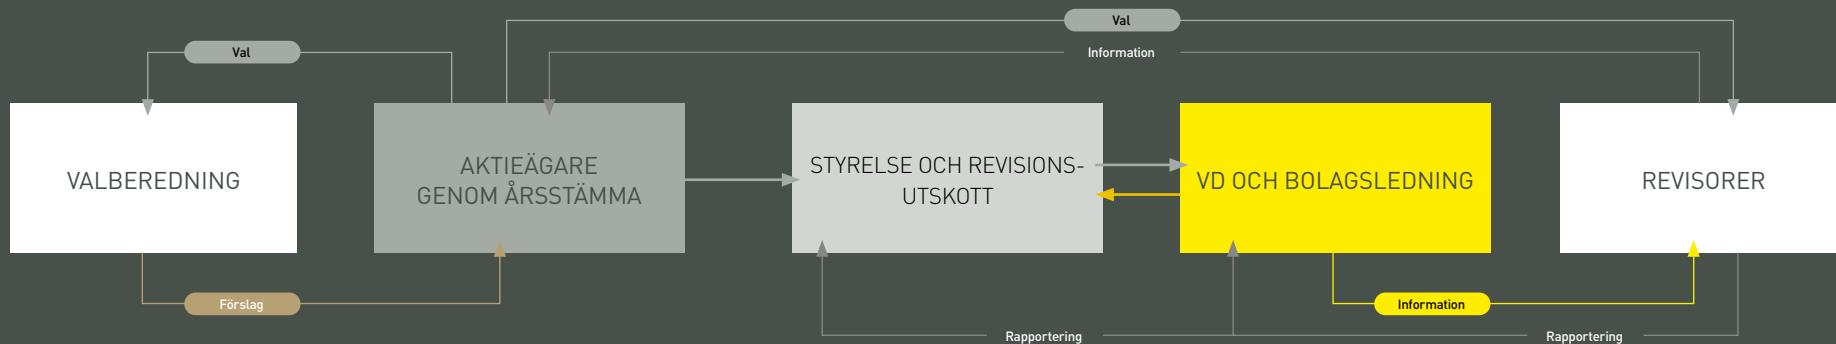 Val
Val
Information
VALBEREDNING
AKTIEÄGARE
GENOM ÅRSSTÄMMA
STYRELSE OCH REVISIONS-
UTSKOTT
VD OCH BOLAGSLEDNING
REVISORER
Förslag
Information
Rapportering
Rapportering